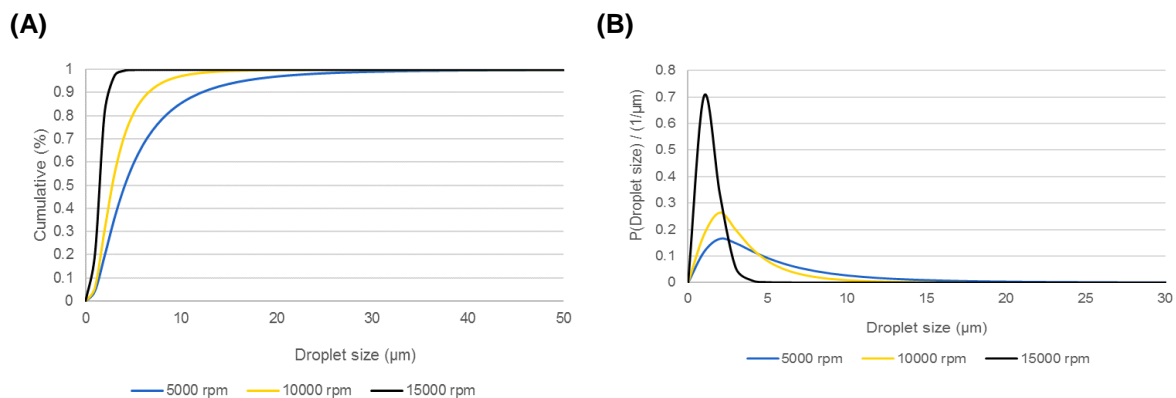 (A)
Cumulative (%)
1
0.9
0.8
0.7
0.6
0.5
0.4
0.3
0.2
0.1
0
0 10 20 30 40 50
Droplet size (µm)
5000 rpm 10000 rpm 15000 rpm
(B)
P(Droplet size) / (1/µm)
0.8
0.7
0.6
0.5
0.4
0.3
0.2
0.1
0
0 5 10 15 20 25 30
Droplet size (µm)
5000 rpm 10000 rpm 15000 rpm